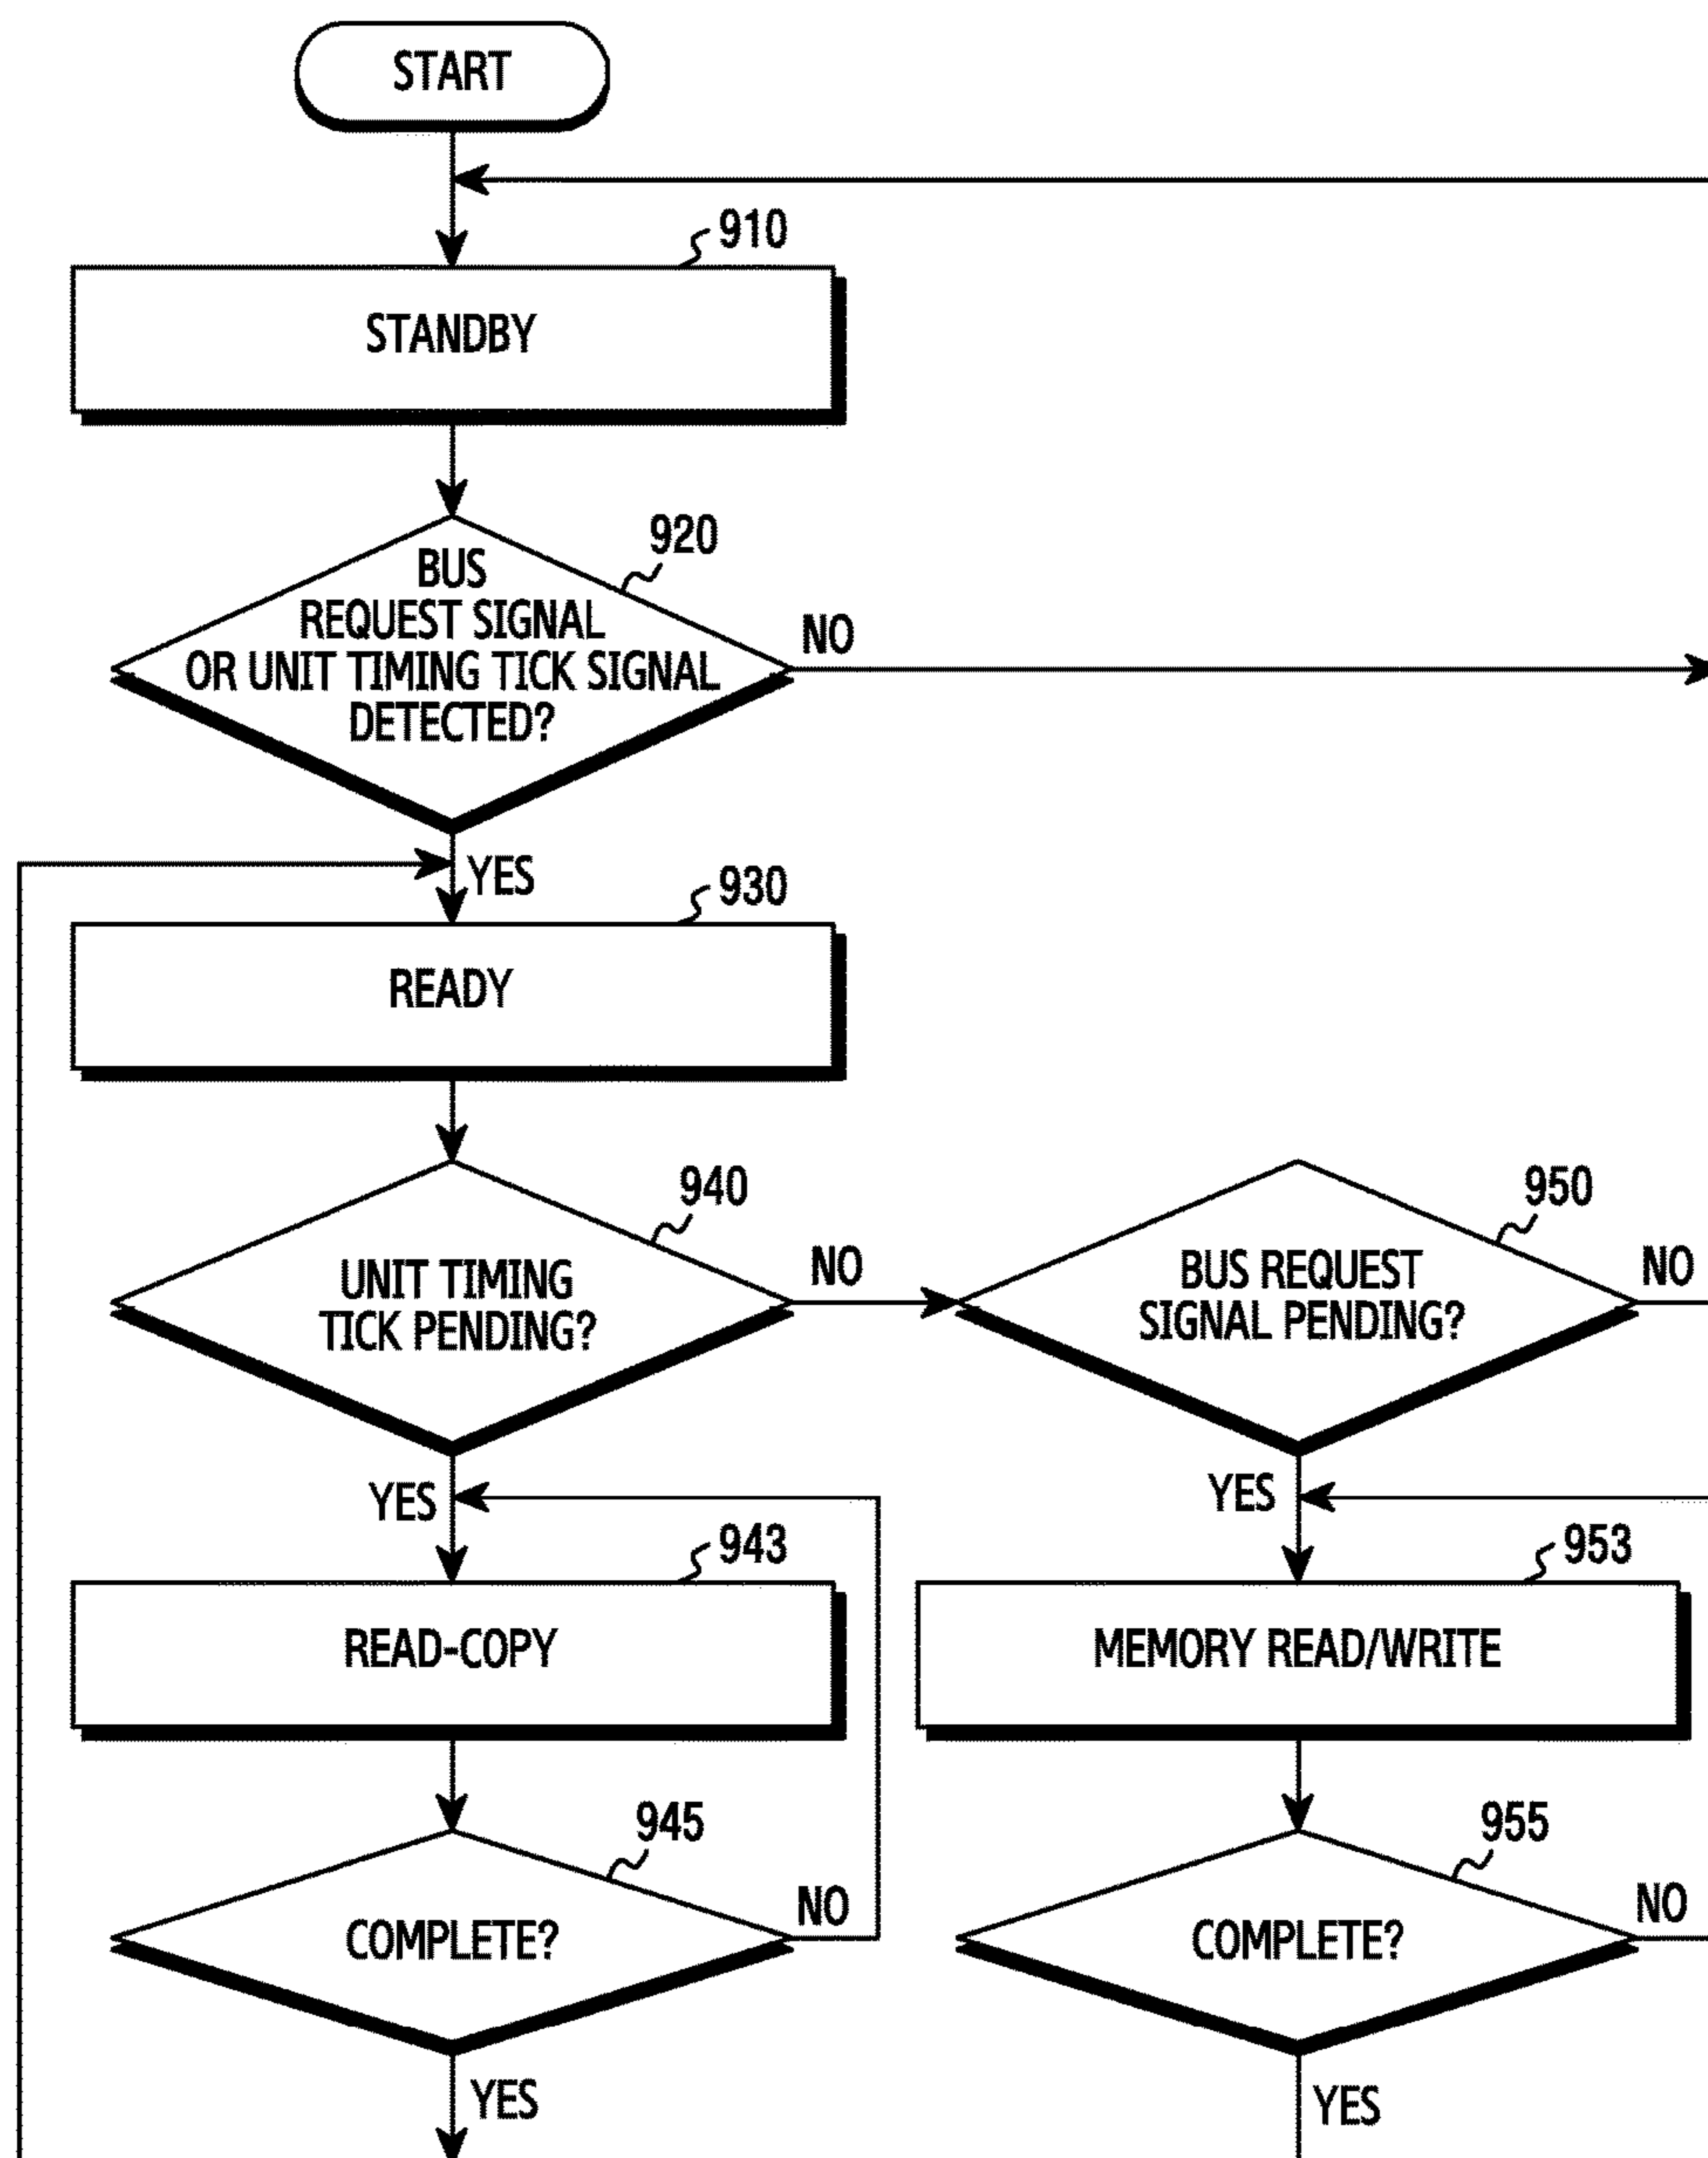 START
910
STANDBY
920
BUS
REQUEST SIGNAL
OR UNIT TIMING TICK SIGNAL
DETECTED?
NO
YES
930
READY
940
UNIT TIMING
TICK PENDING?
NO
950
BUS REQUEST
SIGNAL PENDING?
NO
YES
YES
943
READ-COPY
953
MEMORY READ/WRITE
945
COMPLETE?
NO
955
COMPLETE?
NO
YES
YES